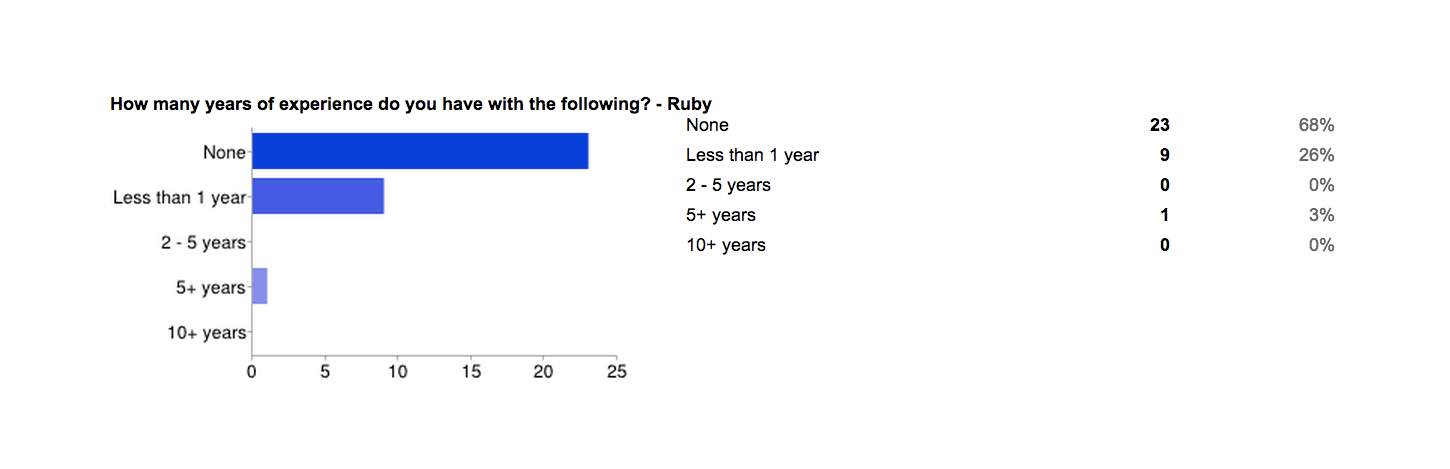 How many years of experience do you have with the following? - Ruby
None
Less than 1 year
2 - 5 years
5+ years
10+ years
0 5 10 15 20 25
None 23 68%
Less than 1 year 9 26%
2 - 5 years 0 0%
5+ years 1 3%
10+ years 0 0%